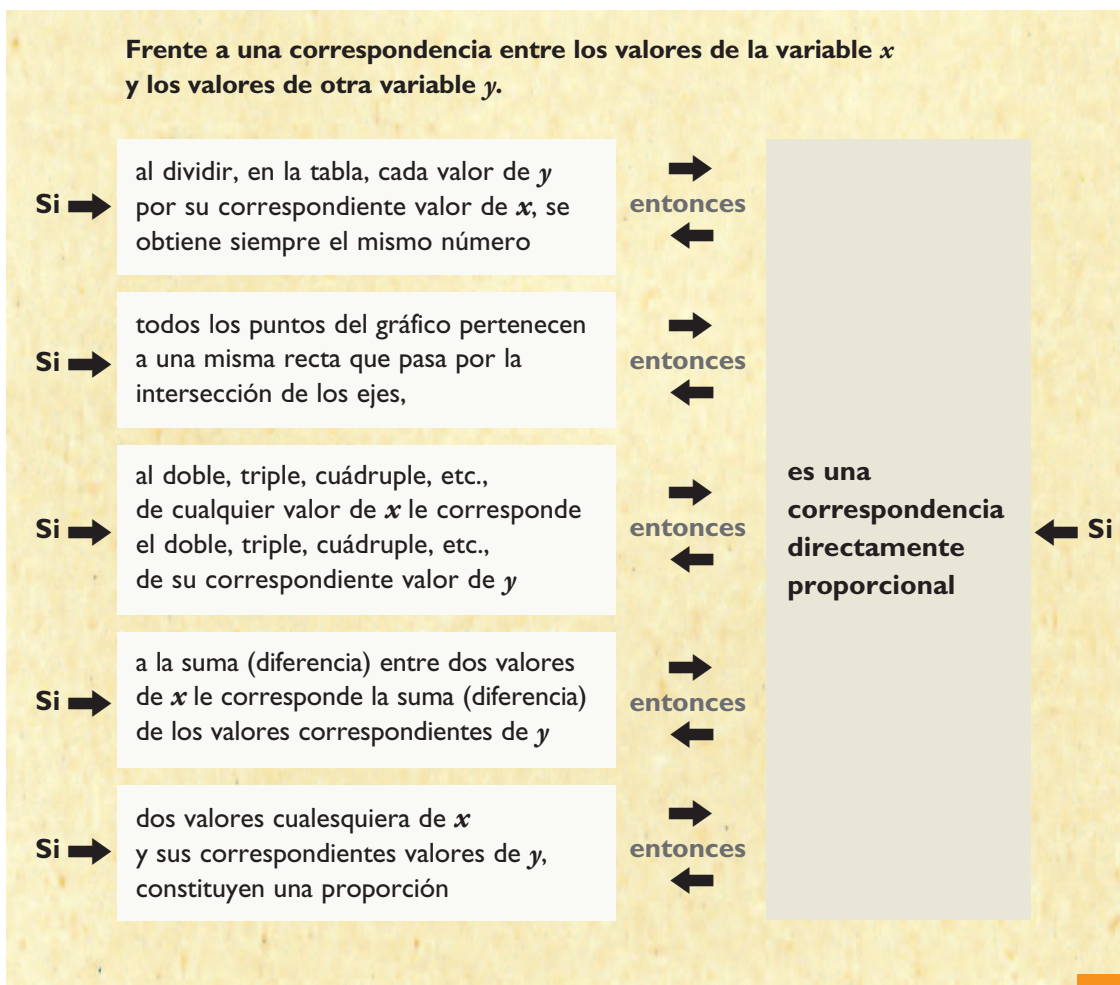 Frente a una correspondencia entre los valores de la variable x
y los valores de otra variable y.
Si
al dividir, en la tabla, cada valor de y
por su correspondiente valor de x, se
obtiene siempre el mismo número
entonces
Si
todos los puntos del gráfico pertenecen
a una misma recta que pasa por la
intersección de los ejes,
entonces
Si
al doble, triple, cuádruple, etc.,
de cualquier valor de x le corresponde
el doble, triple, cuádruple, etc.,
de su correspondiente valor de y
entonces
Si
a la suma (diferencia) entre dos valores
de x le corresponde la suma (diferencia)
de los valores correspondientes de y
entonces
Si
dos valores cualesquiera de x
y sus correspondientes valores de y,
constituyen una proporción
entonces
es una
correspondencia
directamente
proporcional
Si